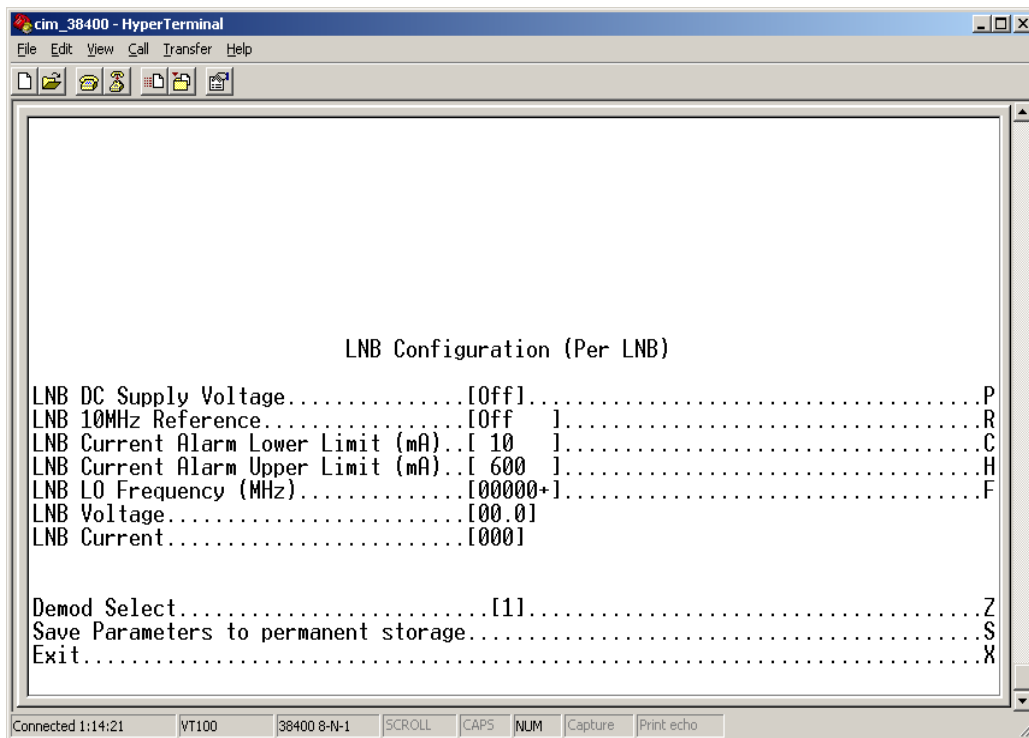 cim_38400 - HyperTerminal
File Edit View Call Transfer Help
LNB Configuration (Per LNB)
LNB DC Supply Voltage...............[Off]......................................P
LNB 10MHz Reference.................[Off   ]...................................R
LNB Current Alarm Lower Limit (mA)..[ 10   ]...................................C
LNB Current Alarm Upper Limit (mA)..[ 600  ]...................................H
LNB LO Frequency (MHz)..............[00000+]...................................F
LNB Voltage.........................[00.0]
LNB Current.........................[000]
Demod Select..........................[1]......................................Z
Save Parameters to permanent storage...........................................S
Exit...........................................................................X
Connected 1:14:21 VT100 38400 8-N-1 SCROLL CAPS NUM Capture Print echo